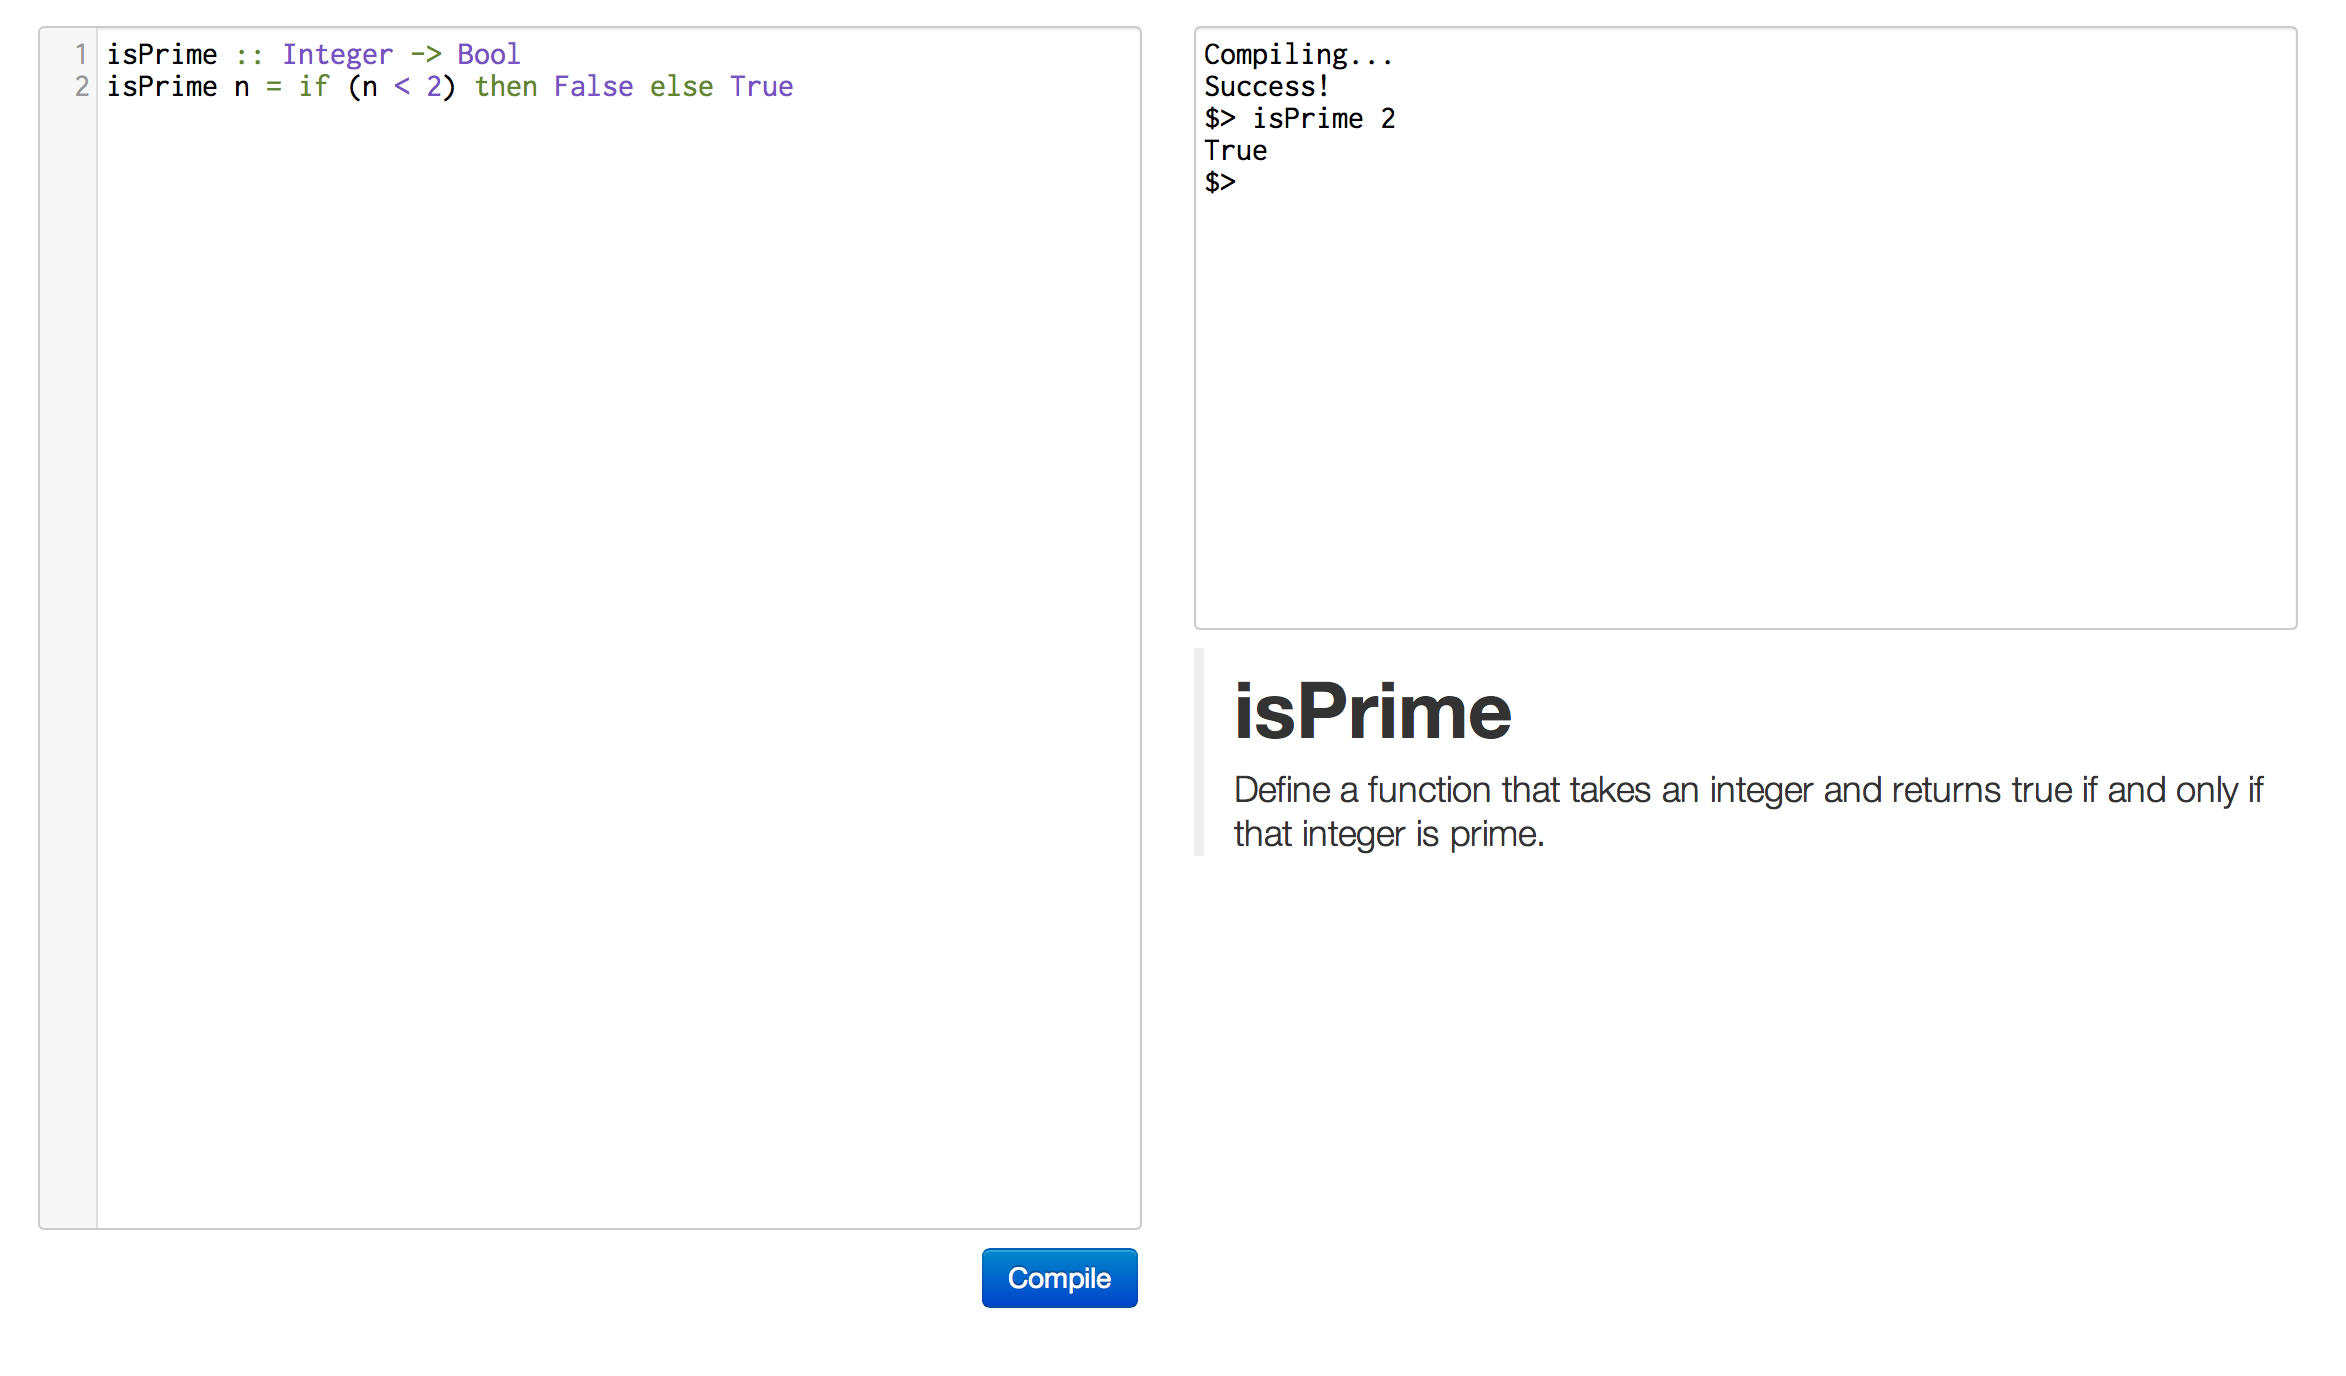 1 isPrime :: Integer -> Bool
2 isPrime n = if (n < 2) then False else True
Compile
Compiling...
Success!
$> isPrime 2
True
$>
isPrime
Define a function that takes an integer and returns true if and only if
that integer is prime.